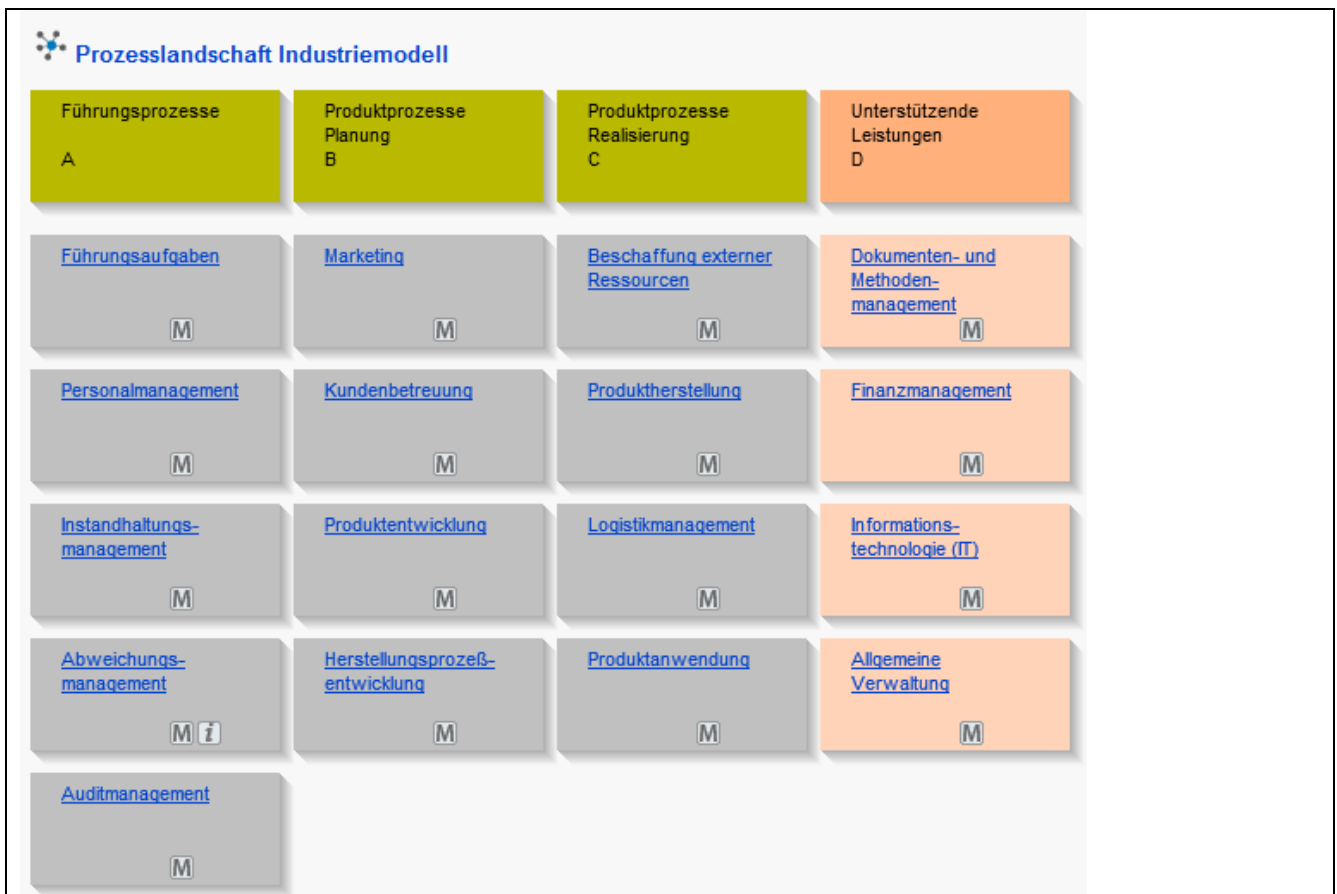 Prozesslandschaft Industriemodell
Führungsprozesse
A
Produktprozesse
Planung
B
Produktprozesse
Realisierung
C
Unterstützende
Leistungen
D
Führungsaufgaben
M
Marketing
M
Beschaffung externer
Ressourcen
M
Dokumenten- und
Methoden-
management
M
Personalmanagement
M
Kundenbetreuung
M
Produktherstellung
M
Finanzmanagement
M
Instandhaltungs-
management
M
Produktentwicklung
M
Logistikmanagement
M
Informations-
technologie (IT)
M
Abweichungs-
management
M i
Herstellungsprozeß-
entwicklung
M
Produktanwendung
M
Allgemeine
Verwaltung
M
Auditmanagement
M